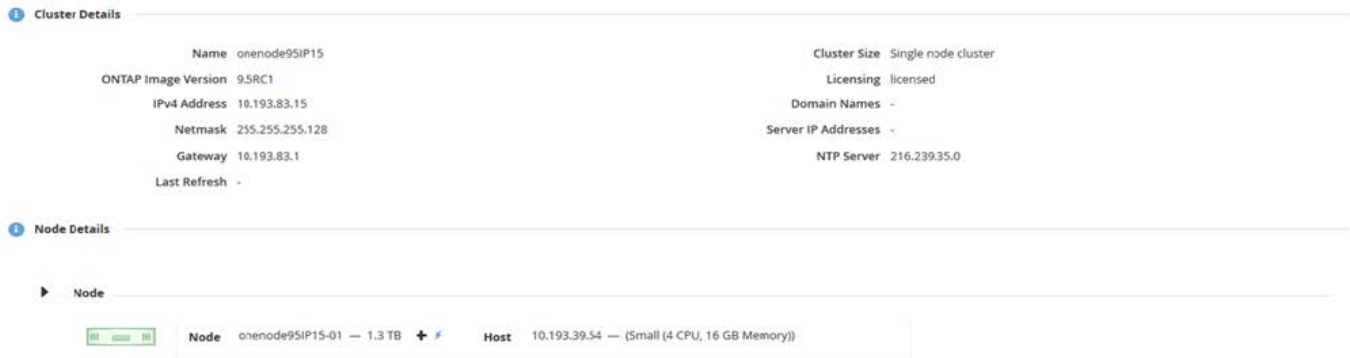 Cluster Details
Name onenode95IP15
Cluster Size Single node cluster
ONTAP Image Version 9.5RC1
Licensing licensed
IPv4 Address 10.193.83.15
Domain Names -
Netmask 255.255.255.128
Server IP Addresses -
Gateway 10.193.83.1
NTP Server 216.239.35.0
Last Refresh -
Node Details
Node
Node onenode95IP15-01 — 1.3 TB + Host 10.193.39.54 — (Small (4 CPU, 16 GB Memory))